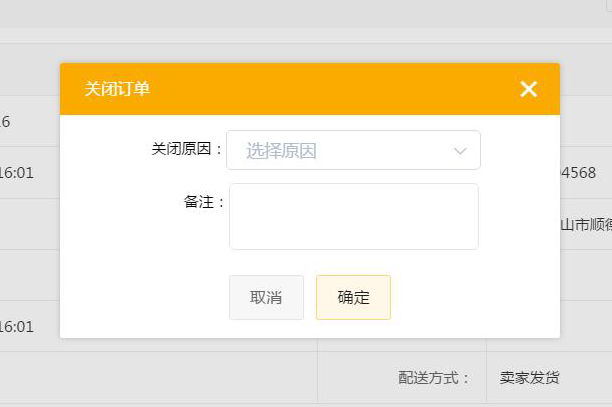 关闭订单
16
关闭原因：
选择原因
16:01
4568
备注：
山市顺德
取消
确定
16:01
配送方式：
卖家发货